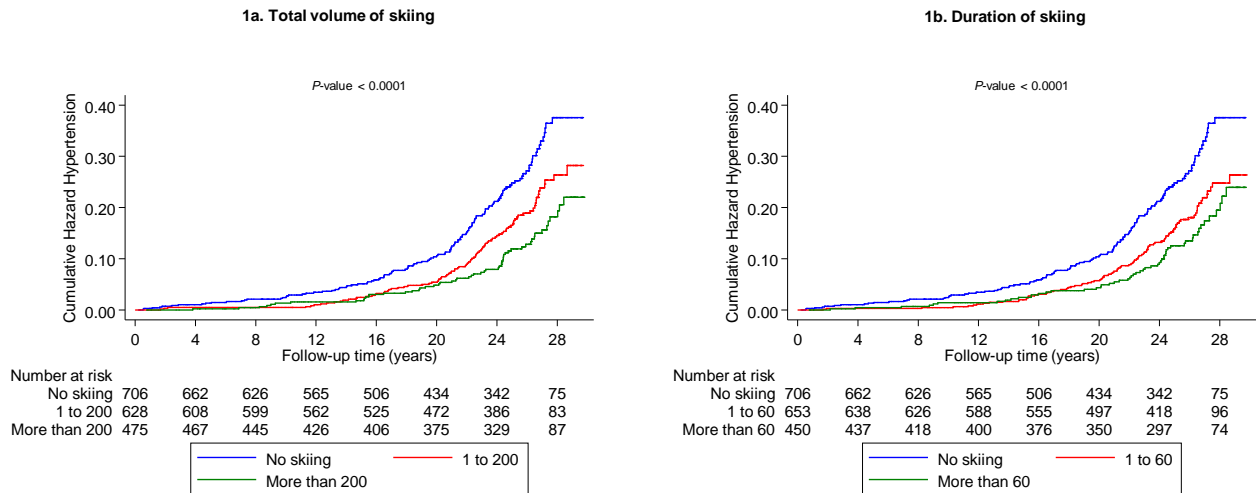 1a. Total volume of skiing
P-value < 0.0001
Cumulative Hazard Hypertension
0.40
0.30
0.20
0.10
0.00
0 4 8 12 16 20 24 28
Follow-up time (years)
Number at risk
No skiing 706 662 626 565 506 434 342 75
1 to 200 628 608 599 562 525 472 386 83
More than 200 475 467 445 426 406 375 329 87
No skiing 1 to 200
More than 200
1b. Duration of skiing
P-value < 0.0001
Cumulative Hazard Hypertension
0.40
0.30
0.20
0.10
0.00
0 4 8 12 16 20 24 28
Follow-up time (years)
Number at risk
No skiing 706 662 626 565 506 434 342 75
1 to 60 653 638 626 588 555 497 418 96
More than 60 450 437 418 400 376 350 297 74
No skiing 1 to 60
More than 60